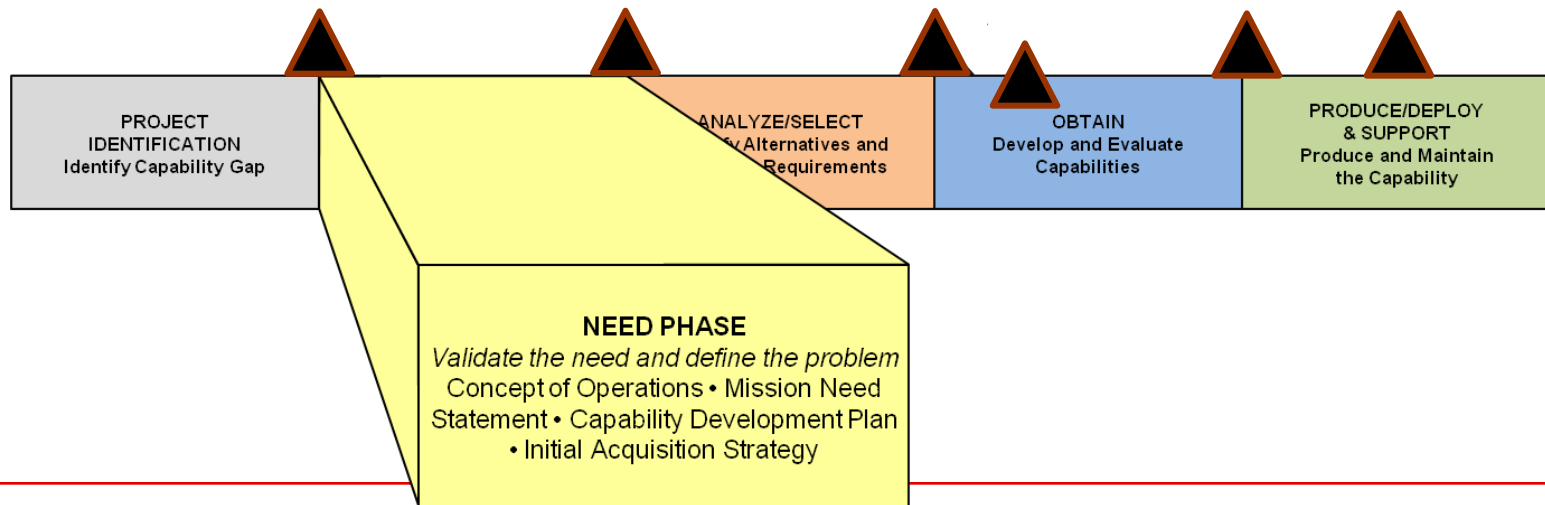 PROJECT
IDENTIFICATION
Identify Capability Gap
ANALYZE/SELECT
Alternatives and
Requirements
OBTAIN
Develop and Evaluate
Capabilities
PRODUCE/DEPLOY
& SUPPORT
Produce and Maintain
the Capability
NEED PHASE
Validate the need and define the problem
Concept of Operations • Mission Need
Statement • Capability Development Plan
• Initial Acquisition Strategy